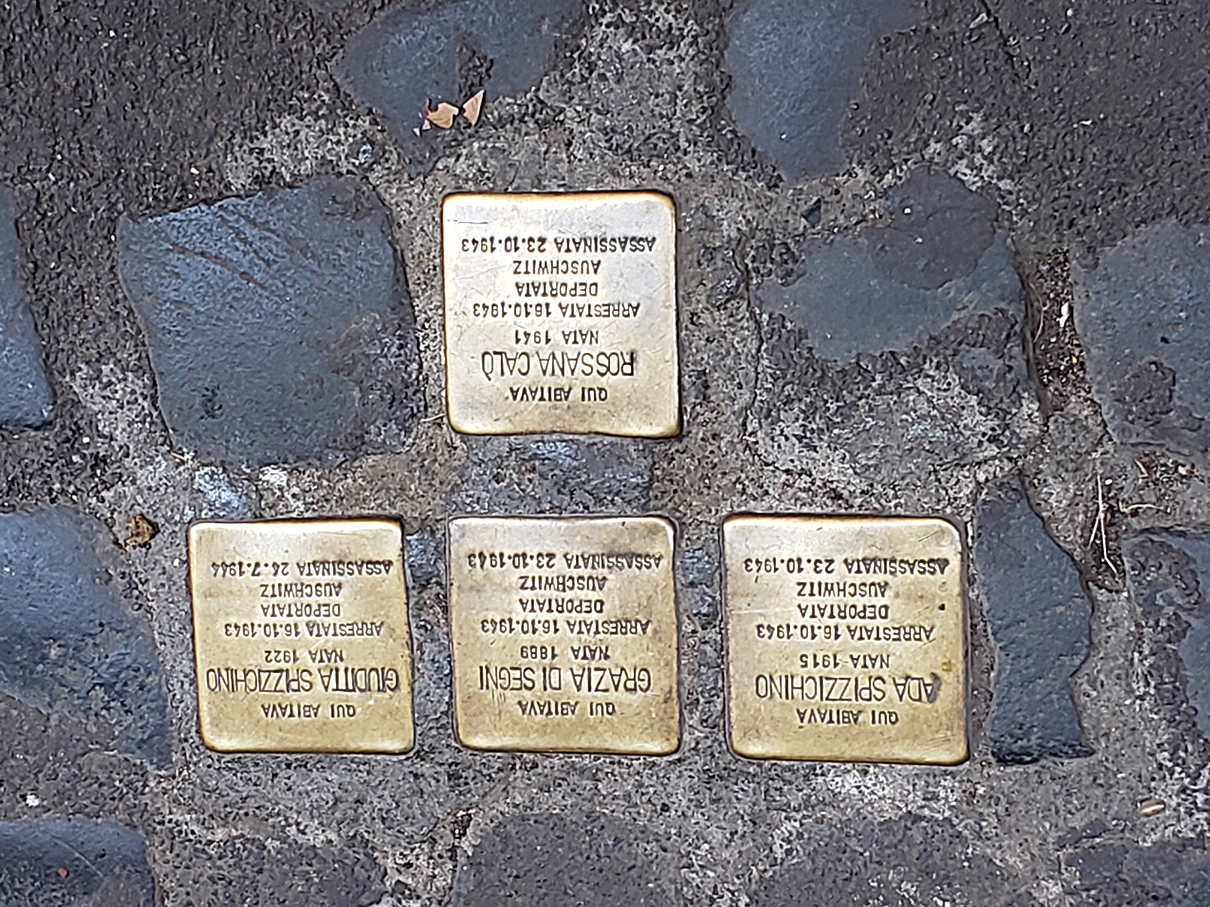 QUI ABITAVA
ADA SPIZZICHINO
NATA 1915
ARRESTATA 16.10.1943
DEPORTATA
AUSCHWITZ
ASSASSINATA 23.10.1943
QUI ABITAVA
GRAZIA DI SEGNI
NATA 1889
ARRESTATA 16.10.1943
DEPORTATA
AUSCHWITZ
ASSASSINATA 23.10.1943
QUI ABITAVA
GIUDITTA SPIZZICHINO
NATA 1922
ARRESTATA 16.10.1943
DEPORTATA
AUSCHWITZ
ASSASSINATA 24.7.1944
QUI ABITAVA
ROSSANA CALÒ
NATA 1941
ARRESTATA 16.10.1943
DEPORTATA
AUSCHWITZ
ASSASSINATA 23.10.1943